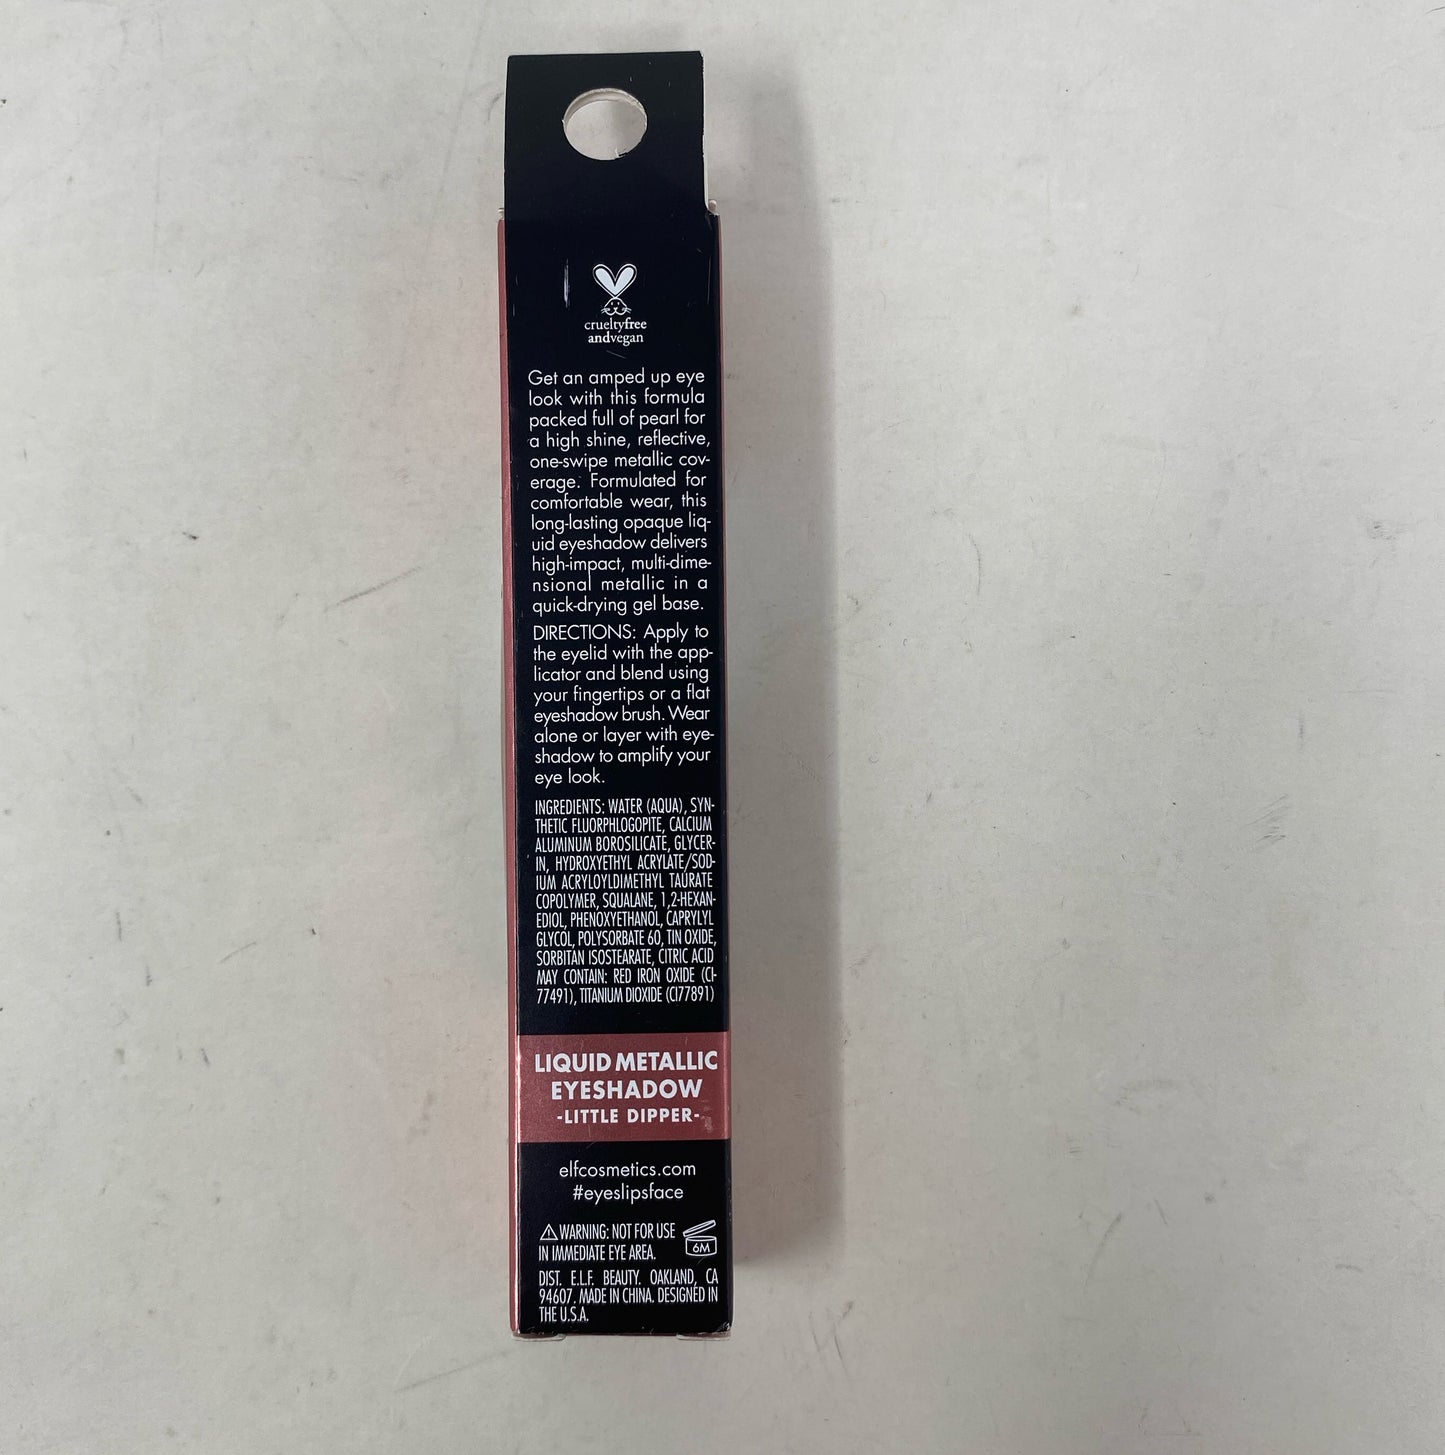 crueltyfree
andvegan
Get an amped up eye
look with this formula
packed full of pearl for
a high shine, reflective,
one-swipe metallic cov-
erage. Formulated for
comfortable wear, this
long-lasting opaque liq-
uid eyeshadow delivers
high-impact, multi-dime-
nsional metallic in a
quick-drying gel base.
DIRECTIONS: Apply to
the eyelid with the app-
licator and blend using
your fingertips or a flat
eyeshadow brush. Wear
alone or layer with eye-
shadow to amplify your
eye look.
INGREDIENTS: WATER (AQUA), SYN-
THETIC FLUORPHLOGOPITE, CALCIUM
ALUMINUM BOROSILICATE, GLYCER-
IN, HYDROXYETHYL ACRYLATE/SOD-
IUM ACRYLOYLDIMETHYL TAURATE
COPOLYMER, SQUALANE, 1,2-HEXAN-
EDIOL, PHENOXYETHANOL, CAPRYLYL
GLYCOL, POLYSORBATE 60, TIN OXIDE,
SORBITAN ISOSTEARATE, CITRIC ACID
MAY CONTAIN: RED IRON OXIDE (CI-
77491), TITANIUM DIOXIDE (CI77891)
LIQUID METALLIC
EYESHADOW
-LITTLE DIPPER-
elfcosmetics.com
#eyeslipsface
⚠WARNING: NOT FOR USE
IN IMMEDIATE EYE AREA.
6M
DIST. E.L.F. BEAUTY. OAKLAND, CA
94607. MADE IN CHINA. DESIGNED IN
THE U.S.A.